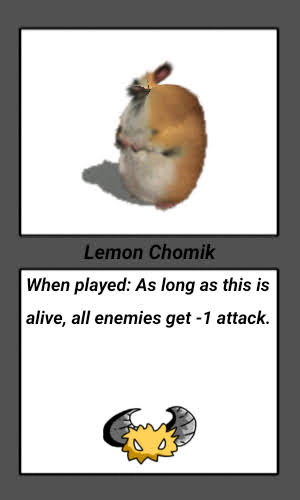 Lemon Chomik
When played: As long as this is
alive, all enemies get -1 attack.